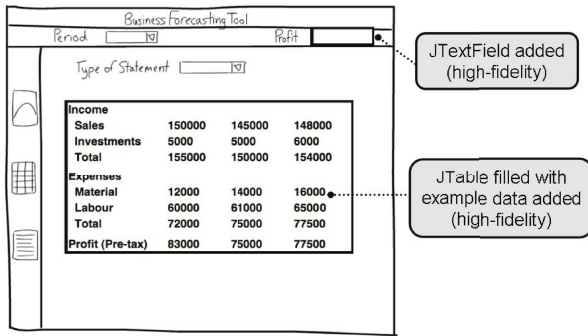 Business Forecasting Tool
Period
Profit
Type of Statement
Income
Sales 150000 145000 148000
Investments 5000 5000 6000
Total 155000 150000 154000
Expenses
Material 12000 14000 16000
Labour 60000 61000 65000
Total 72000 75000 77500
Profit (Pre-tax) 83000 75000 77500
JTextField added
(high-fidelity)
JTable filled with
example data added
(high-fidelity)